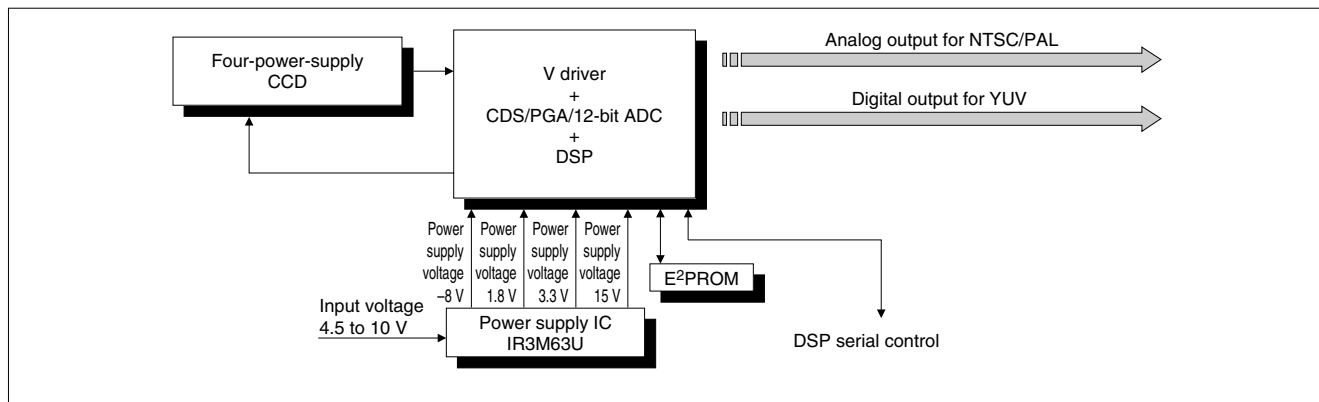 Four-power-supply
CCD
V driver
+
CDS/PGA/12-bit ADC
+
DSP
Analog output for NTSC/PAL
Digital output for YUV
Power supply voltage –8 V
Power supply voltage 1.8 V
Power supply voltage 3.3 V
Power supply voltage 15 V
E²PROM
Input voltage
4.5 to 10 V
Power supply IC
IR3M63U
DSP serial control